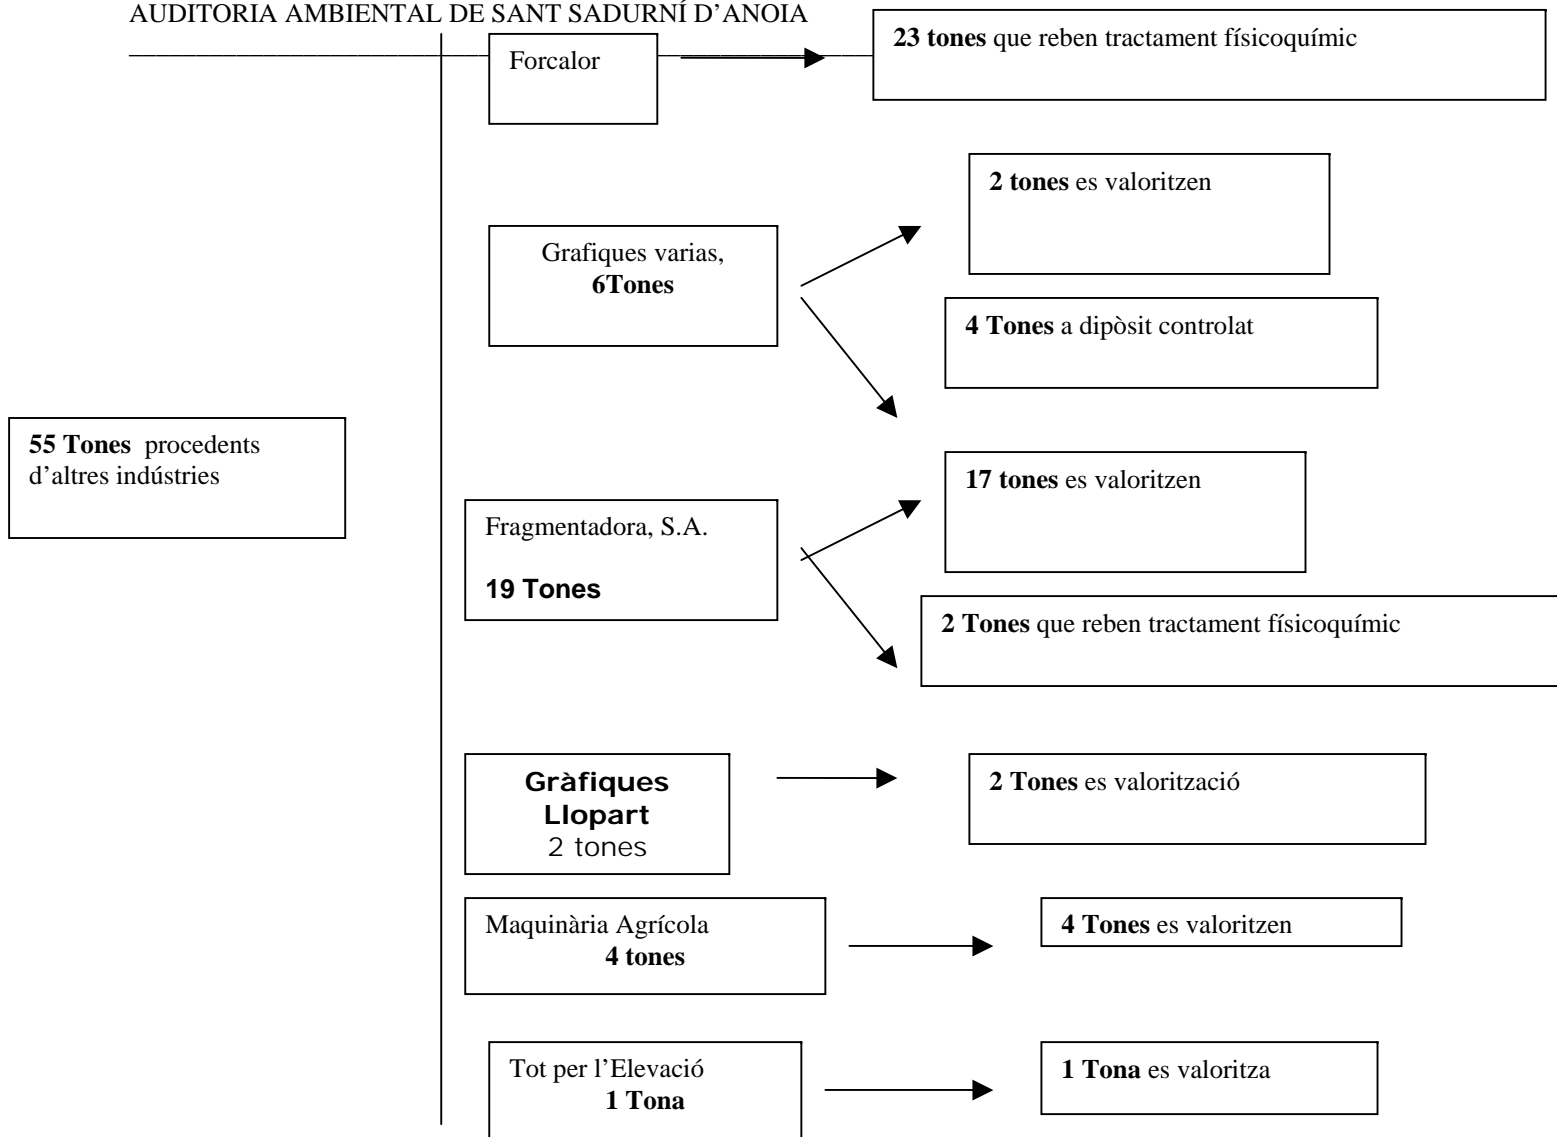 AUDITORIA AMBIENTAL DE SANT SADURNÍ D’ANOIA
Forcalor
23 tones que reben tractament físicoquímic
Grafiques varias,
6Tones
2 tones es valoritzen
4 Tones a dipòsit controlat
55 Tones procedents
d’altres indústries
Fragmentadora, S.A.
19 Tones
17 tones es valoritzen
2 Tones que reben tractament físicoquímic
Gràfiques
Llopart
2 tones
2 Tones es valorització
Maquinària Agrícola
4 tones
4 Tones es valoritzen
Tot per l’Elevació
1 Tona
1 Tona es valoritza